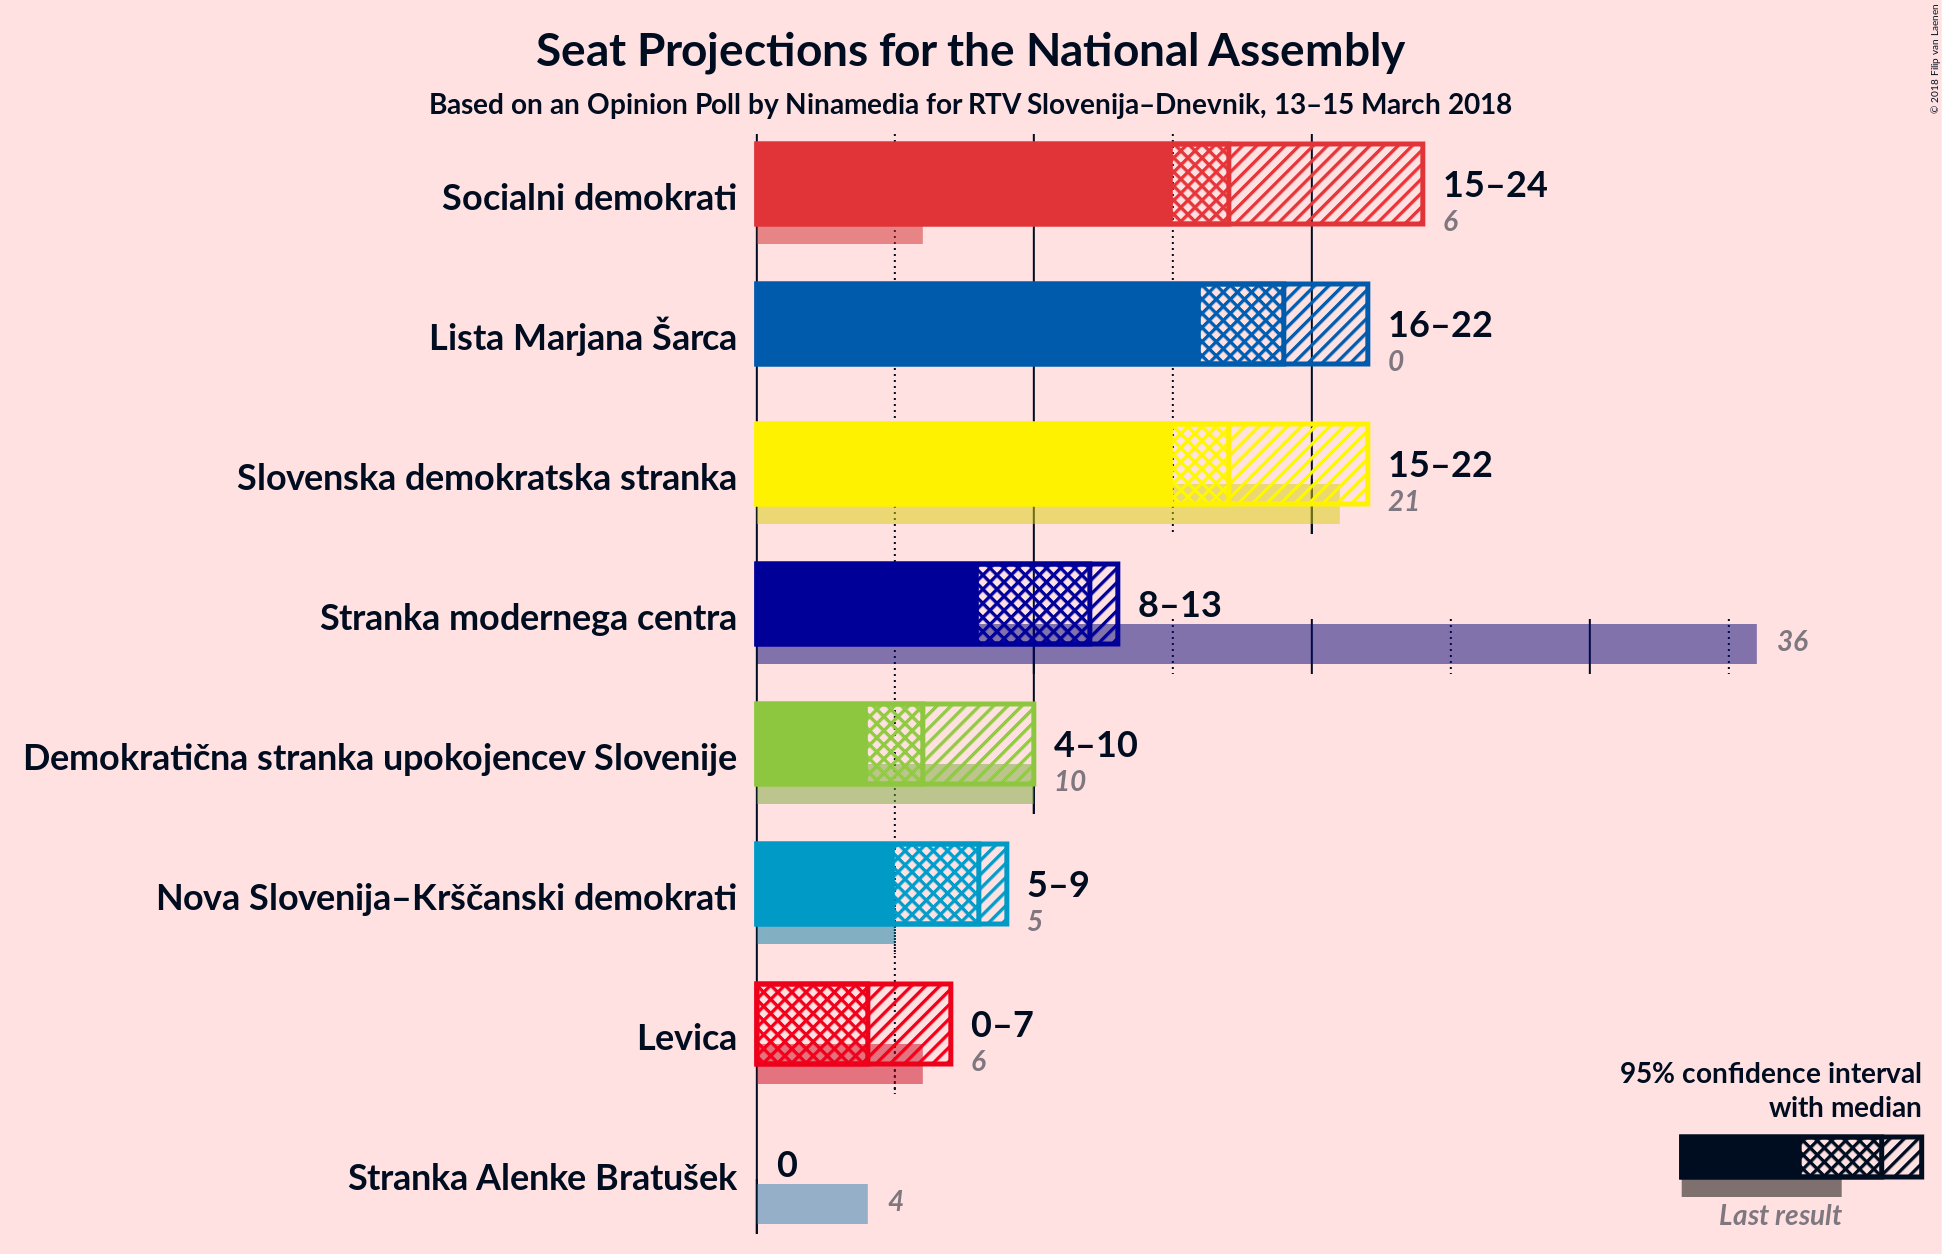 Seat Projections for the National Assembly
Based on an Opinion Poll by Ninamedia for RTV Slovenija–Dnevnik, 13–15 March 2018
© 2018 Filip van Laenen
Socialni demokrati
15–24
6
Lista Marjana Šarca
16–22
0
Slovenska demokratska stranka
15–22
21
Stranka modernega centra
8–13
36
Demokratična stranka upokojencev Slovenije
4–10
10
Nova Slovenija–Krščanski demokrati
5–9
5
Levica
0–7
6
Stranka Alenke Bratušek
0
4
95% confidence interval
with median
Last result